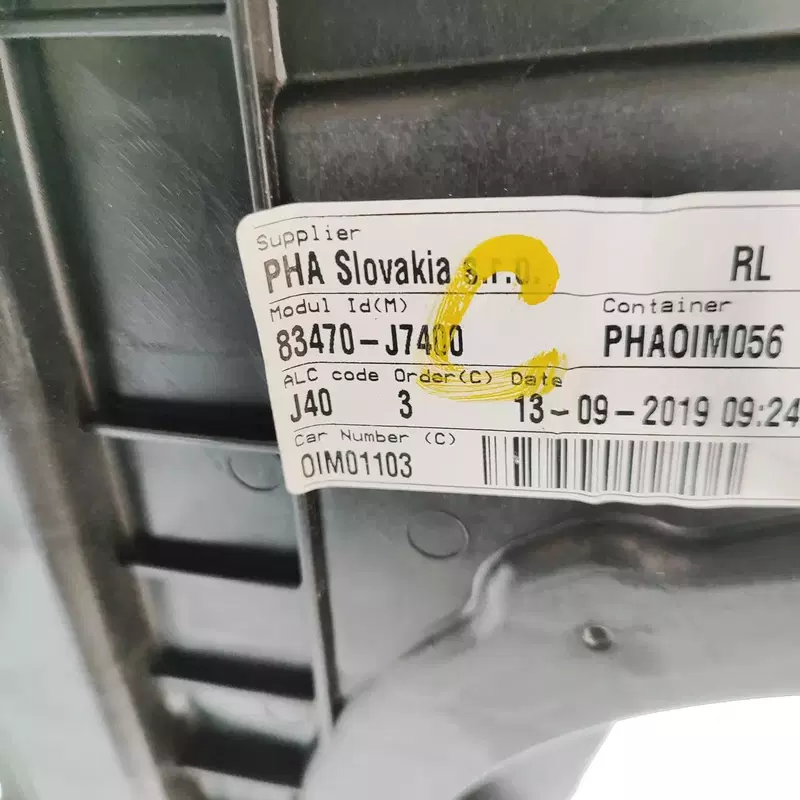 Supplier
PHA Slovakia s.r.o. RL
Modul Id(M) Container
83470-J7400 PHAOIM056
ALC code Order(C) Date
J40 3 13-09-2019 09:24
Car Number (C)
OIM01103
C